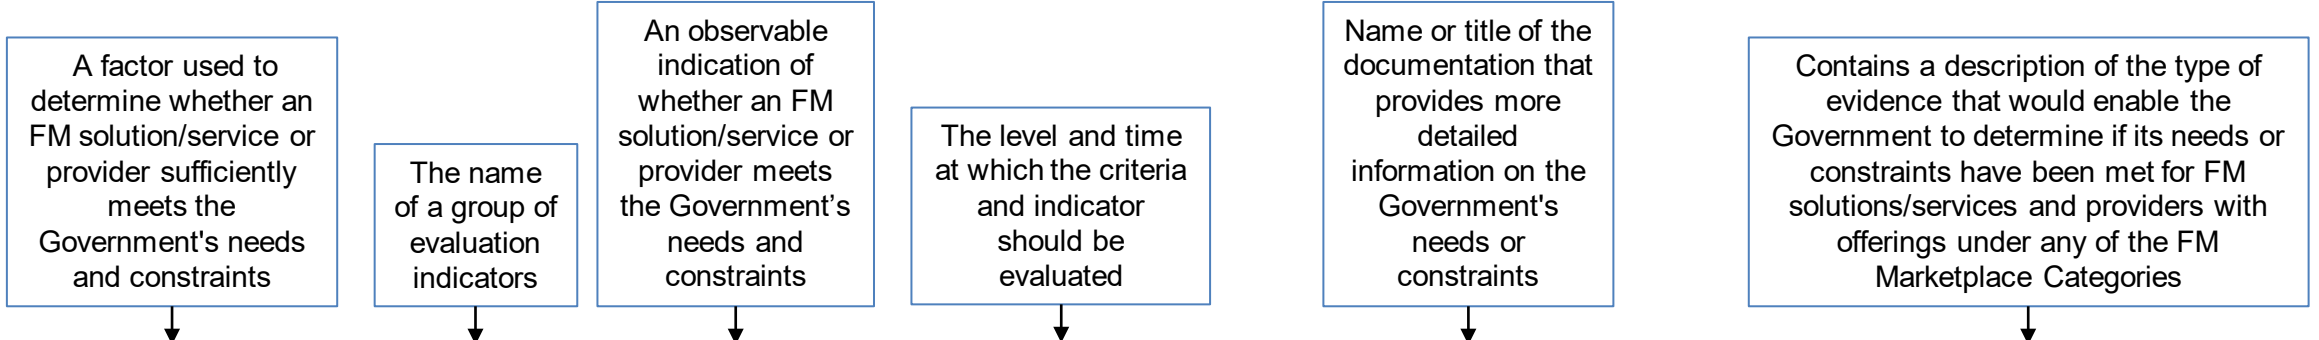 A factor used to
determine whether an
FM solution/service or
provider sufficiently
meets the
Government's needs
and constraints
The name
of a group of
evaluation
indicators
An observable
indication of
whether an FM
solution/service or
provider meets
the Government’s
needs and
constraints
The level and time
at which the criteria
and indicator
should be
evaluated
Name or title of the
documentation that
provides more
detailed
information on the
Government's
needs or
constraints
Contains a description of the type of
evidence that would enable the
Government to determine if its needs or
constraints have been met for FM
solutions/services and providers with
offerings under any of the FM
Marketplace Categories